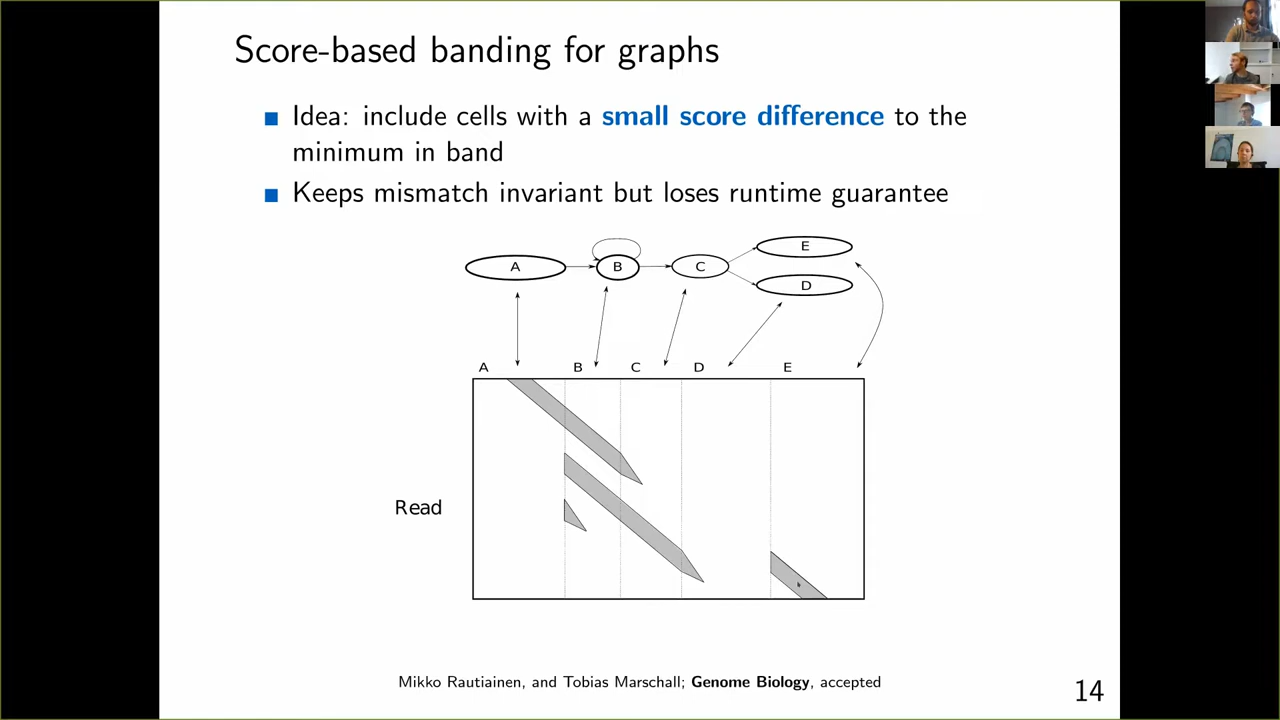 Score-based banding for graphs
Idea: include cells with a small score difference to the
minimum in band
Keeps mismatch invariant but loses runtime guarantee
E
A B C
D
A B C D E
Read
Mikko Rautiainen, and Tobias Marschall; Genome Biology, accepted
14